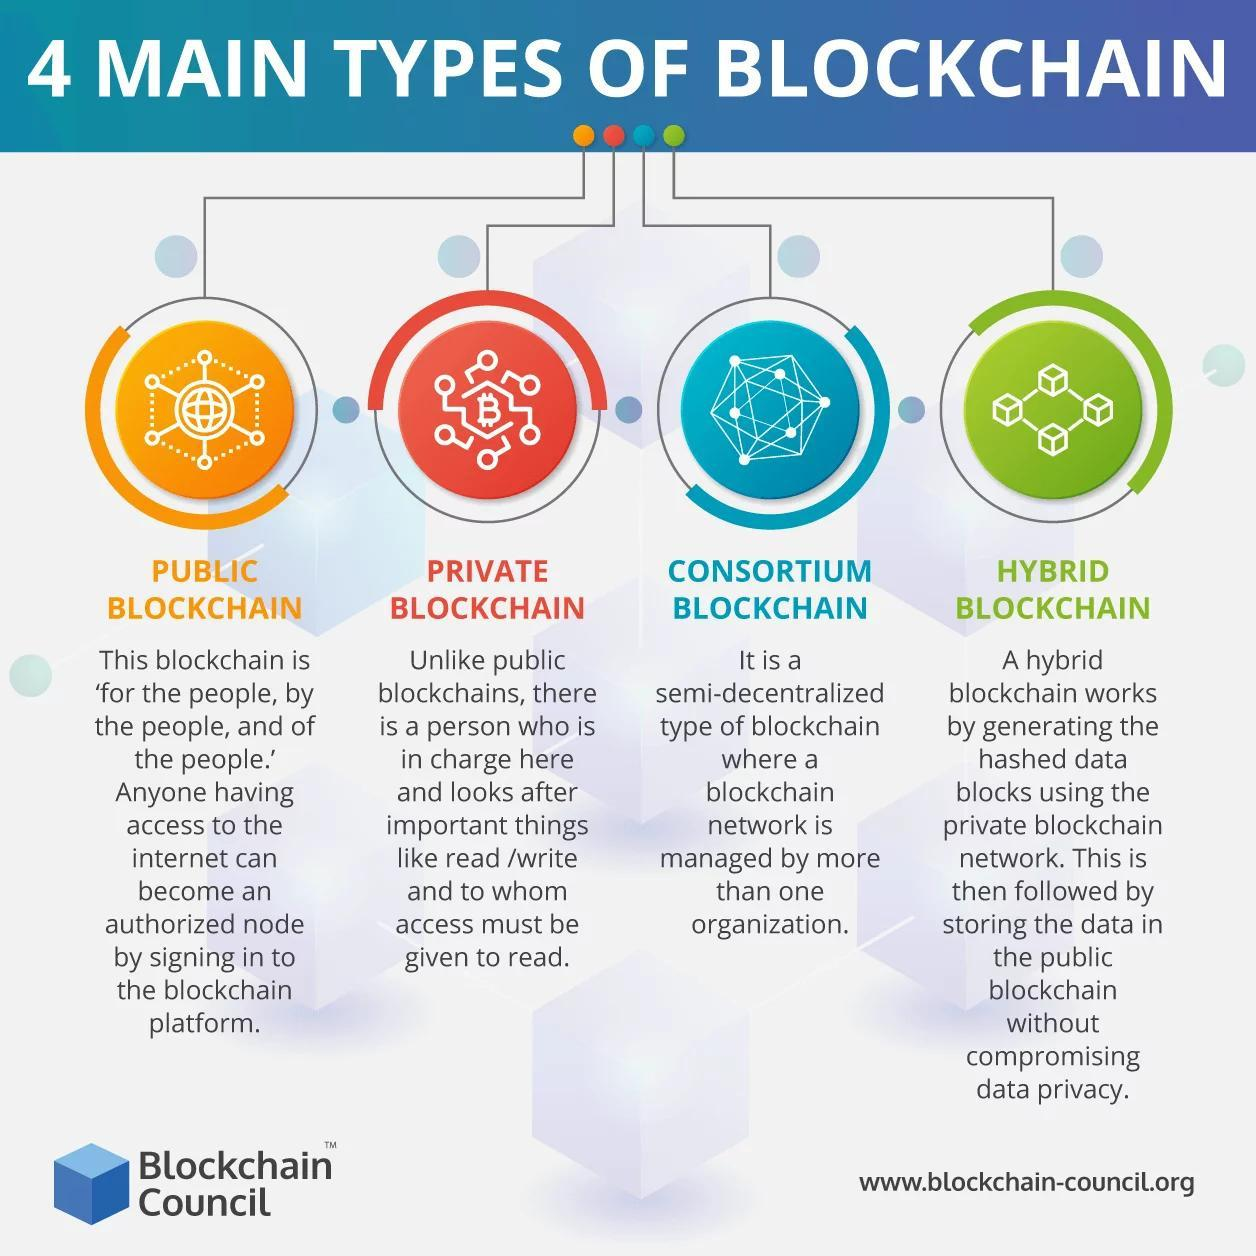 4 MAIN TYPES OF BLOCKCHAIN
PUBLIC
BLOCKCHAIN
This blockchain is
‘for the people, by
the people, and of
the people.’
Anyone having
access to the
internet can
become an
authorized node
by signing in to
the blockchain
platform.
PRIVATE
BLOCKCHAIN
Unlike public
blockchains, there
is a person who is
in charge here
and looks after
important things
like read /write
and to whom
access must be
given to read.
CONSORTIUM
BLOCKCHAIN
It is a
semi-decentralized
type of blockchain
where a
blockchain
network is
managed by more
than one
organization.
HYBRID
BLOCKCHAIN
A hybrid
blockchain works
by generating the
hashed data
blocks using the
private blockchain
network. This is
then followed by
storing the data in
the public
blockchain
without
compromising
data privacy.
Blockchain™
Council
www.blockchain-council.org